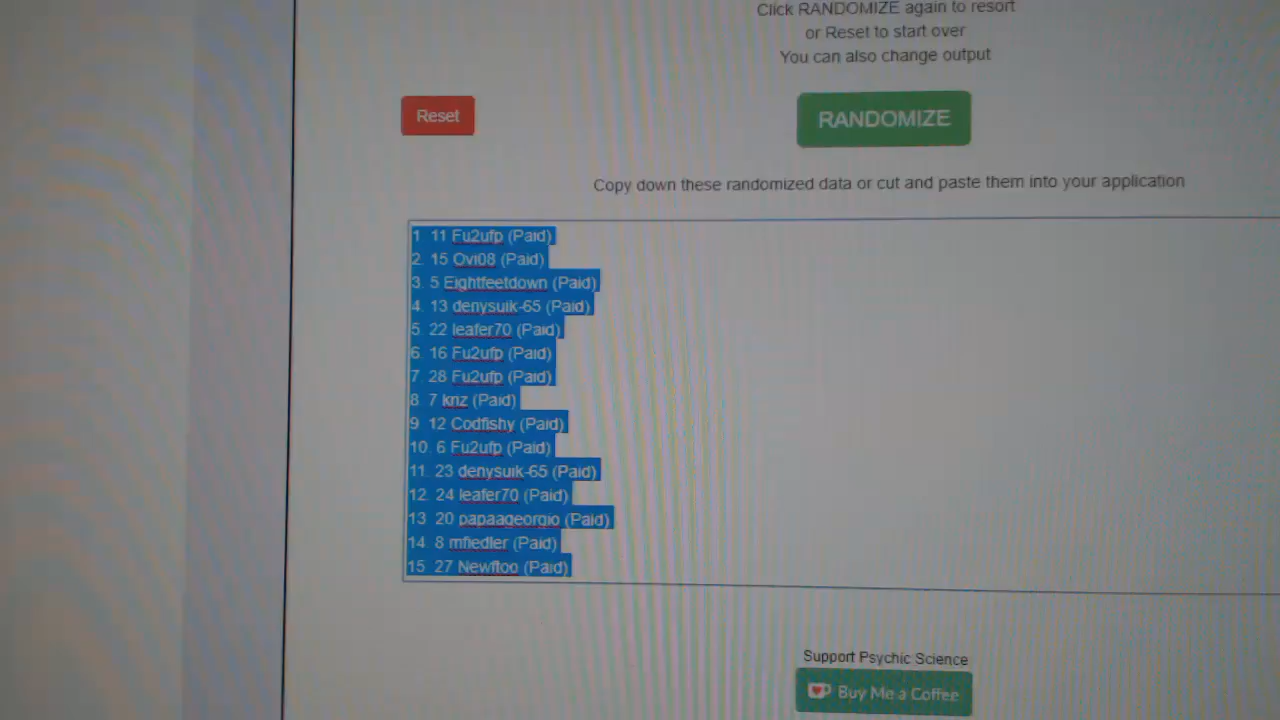 Click RANDOMIZE again to resort
or Reset to start over
You can also change output
Reset
RANDOMIZE
Copy down these randomized data or cut and paste them into your application
1. 11 Fu2ufp (Paid)
2. 15 Ovi08 (Paid)
3. 5 Eightfeetdown (Paid)
4. 13 denysuik-65 (Paid)
5. 22 leafer70 (Paid)
6. 16 Fu2ufp (Paid)
7. 28 Fu2ufp (Paid)
8. 7 knz (Paid)
9. 12 Codfishy (Paid)
10. 6 Fu2ufp (Paid)
11. 23 denysuik-65 (Paid)
12. 24 leafer70 (Paid)
13. 20 papaageorgio (Paid)
14. 8 mfiedler (Paid)
15. 27 Newftoo (Paid)
Support Psychic Science
Buy Me a Coffee